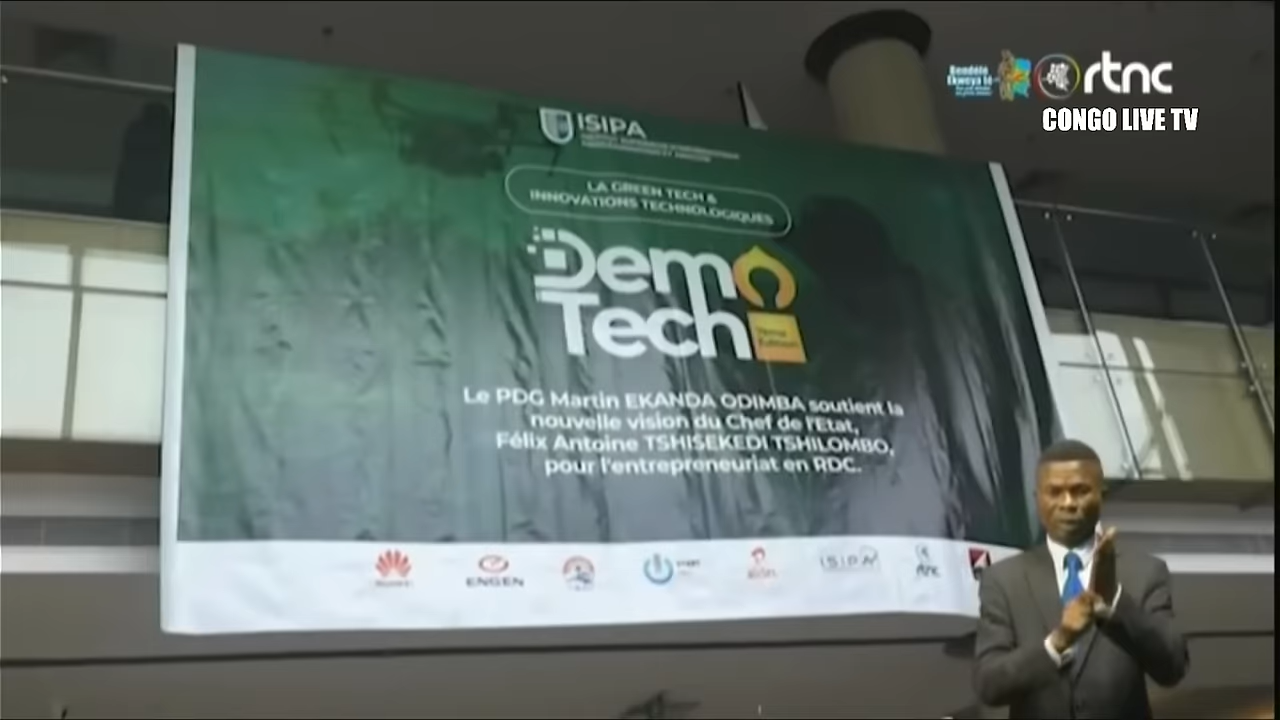 rtnc
CONGO LIVE TV
ISIPA
LA GREEN TECH &
INNOVATIONS TECHNOLOGIQUES
Demo
Tech
Le PDG Martin EKANDA ODIMBA soutient la
nouvelle vision du Chef de l'Etat,
Félix Antoine TSHISEKEDI TSHILOMBO,
pour l'entrepreneuriat en RDC.
ENGEN
ISIPA
rtnc